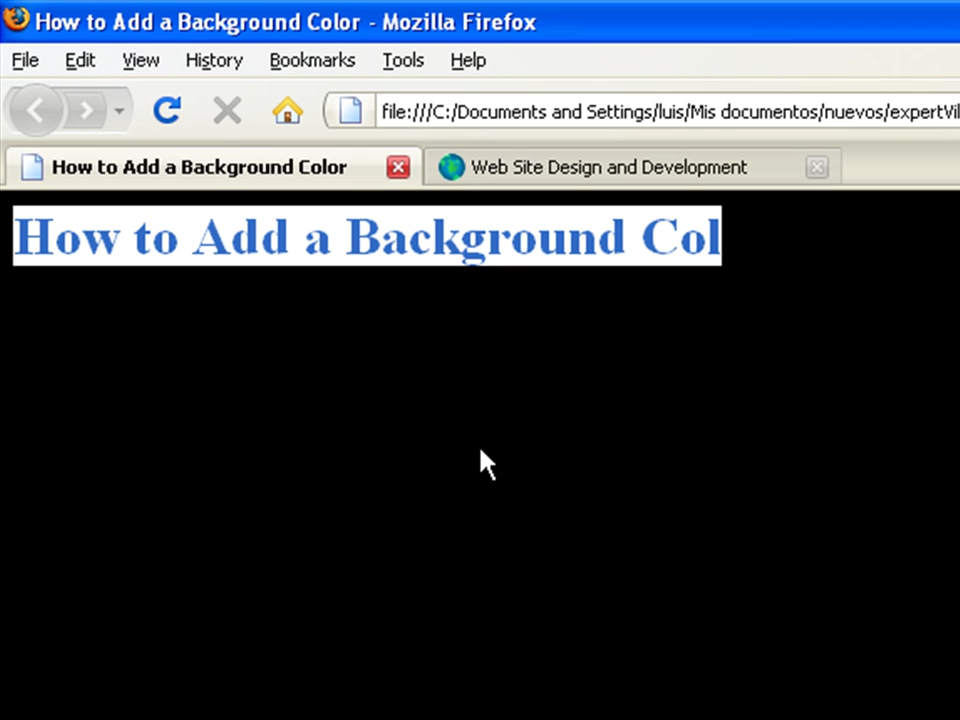 How to Add a Background Color - Mozilla Firefox
File Edit View History Bookmarks Tools Help
file:///C:/Documents and Settings/luis/Mis documentos/nuevos/expertVil
How to Add a Background Color Web Site Design and Development
How to Add a Background Col